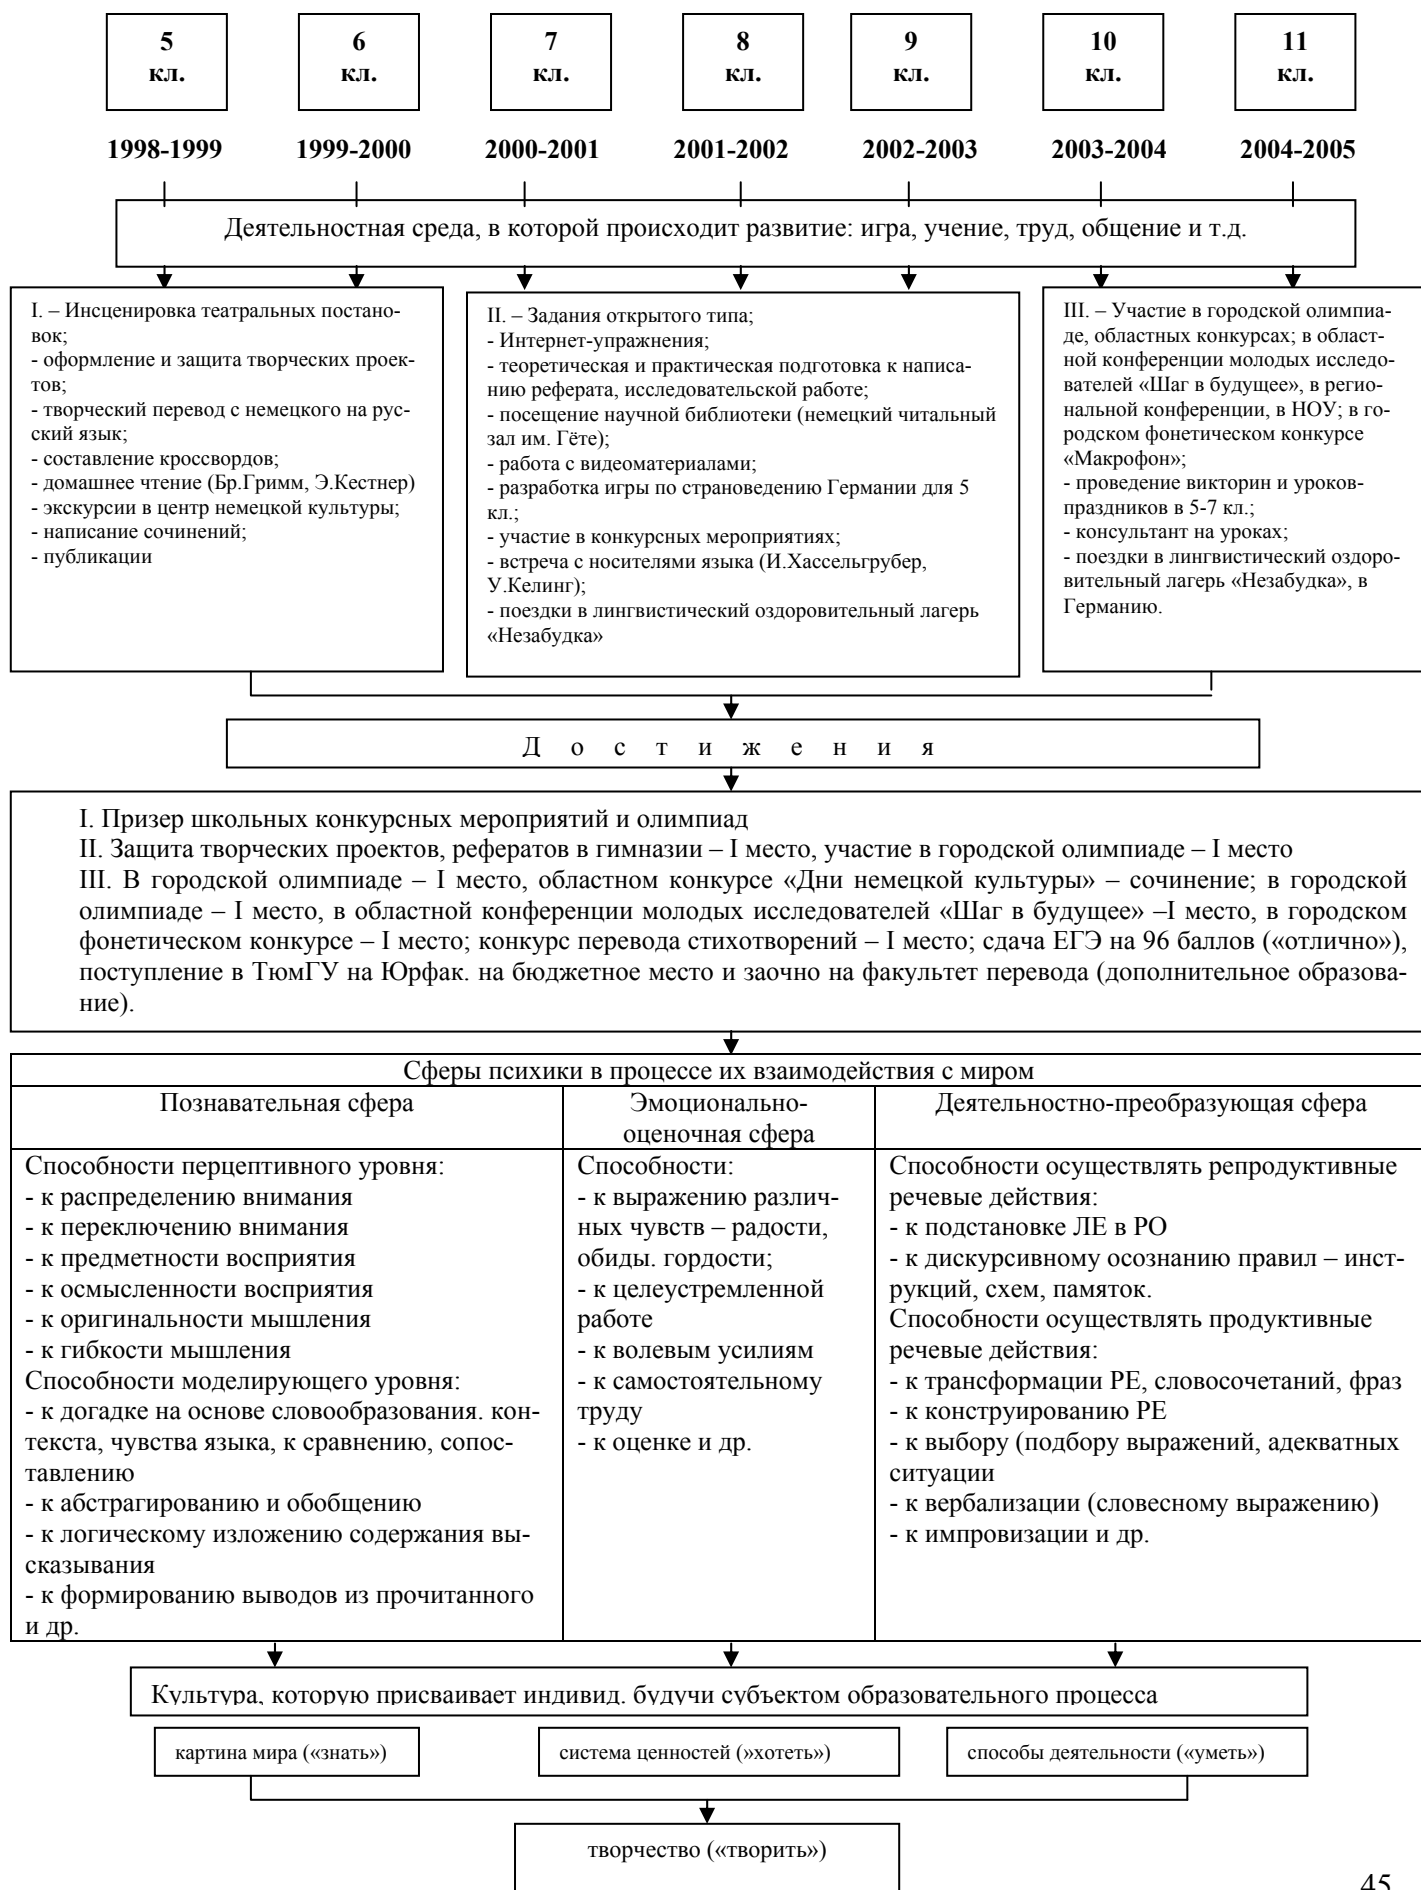 5
кл.
6
кл.
7
кл.
8
кл.
9
кл.
10
кл.
11
кл.
1998-1999
1999-2000
2000-2001
2001-2002
2002-2003
2003-2004
2004-2005
Деятельностная среда, в которой происходит развитие: игра, учение, труд, общение и т.д.
I. – Инсценировка театральных постано-
вок;
- оформление и защита творческих проек-
тов;
- творческий перевод с немецкого на рус-
ский язык;
- составление кроссвордов;
- домашнее чтение (Бр.Гримм, Э.Кестнер)
- экскурсии в центр немецкой культуры;
- написание сочинений;
- публикации
II. – Задания открытого типа;
- Интернет-упражнения;
- теоретическая и практическая подготовка к написа-
нию реферата, исследовательской работе;
- посещение научной библиотеки (немецкий читальный
зал им. Гёте);
- работа с видеоматериалами;
- разработка игры по страноведению Германии для 5
кл.;
- участие в конкурсных мероприятиях;
- встреча с носителями языка (И.Хассельгрубер,
У.Келинг);
- поездки в лингвистический оздоровительный лагерь
«Незабудка»
III. – Участие в городской олимпиа-
де, областных конкурсах; в област-
ной конференции молодых исследо-
вателей «Шаг в будущее», в регио-
нальной конференции, в НОУ; в го-
родском фонетическом конкурсе
«Макрофон»;
- проведение викторин и уроков-
праздников в 5-7 кл.;
- консультант на уроках;
- поездки в лингвистический оздоро-
вительный лагерь «Незабудка», в
Германию.
Д о с т и ж е н и я
I. Призер школьных конкурсных мероприятий и олимпиад
II. Защита творческих проектов, рефератов в гимназии – I место, участие в городской олимпиаде – I место
III. В городской олимпиаде – I место, областном конкурсе «Дни немецкой культуры» – сочинение; в городской
олимпиаде – I место, в областной конференции молодых исследователей «Шаг в будущее» –I место, в городском
фонетическом конкурсе – I место; конкурс перевода стихотворений – I место; сдача ЕГЭ на 96 баллов («отлично»),
поступление в ТюмГУ на Юрфак. на бюджетное место и заочно на факультет перевода (дополнительное образова-
ние).
Сферы психики в процессе их взаимодействия с миром
Познавательная сфера
Эмоционально-
оценочная сфера
Деятельностно-преобразующая сфера
Способности перцептивного уровня:
- к распределению внимания
- к переключению внимания
- к предметности восприятия
- к осмысленности восприятия
- к оригинальности мышления
- к гибкости мышления
Способности моделирующего уровня:
- к догадке на основе словообразования. кон-
текста, чувства языка, к сравнению, сопос-
тавлению
- к абстрагированию и обобщению
- к логическому изложению содержания вы-
сказывания
- к формированию выводов из прочитанного
и др.
Способности:
- к выражению различ-
ных чувств – радости,
обиды. гордости;
- к целеустремленной
работе
- к волевым усилиям
- к самостоятельному
труду
- к оценке и др.
Способности осуществлять репродуктивные
речевые действия:
- к подстановке ЛЕ в РО
- к дискурсивному осознанию правил – инст-
рукций, схем, памяток.
Способности осуществлять продуктивные
речевые действия:
- к трансформации РЕ, словосочетаний, фраз
- к конструированию РЕ
- к выбору (подбору выражений, адекватных
ситуации
- к вербализации (словесному выражению)
- к импровизации и др.
Культура, которую присваивает индивид. будучи субъектом образовательного процесса
картина мира («знать»)
система ценностей (»хотеть»)
способы деятельности («уметь»)
творчество («творить»)
45